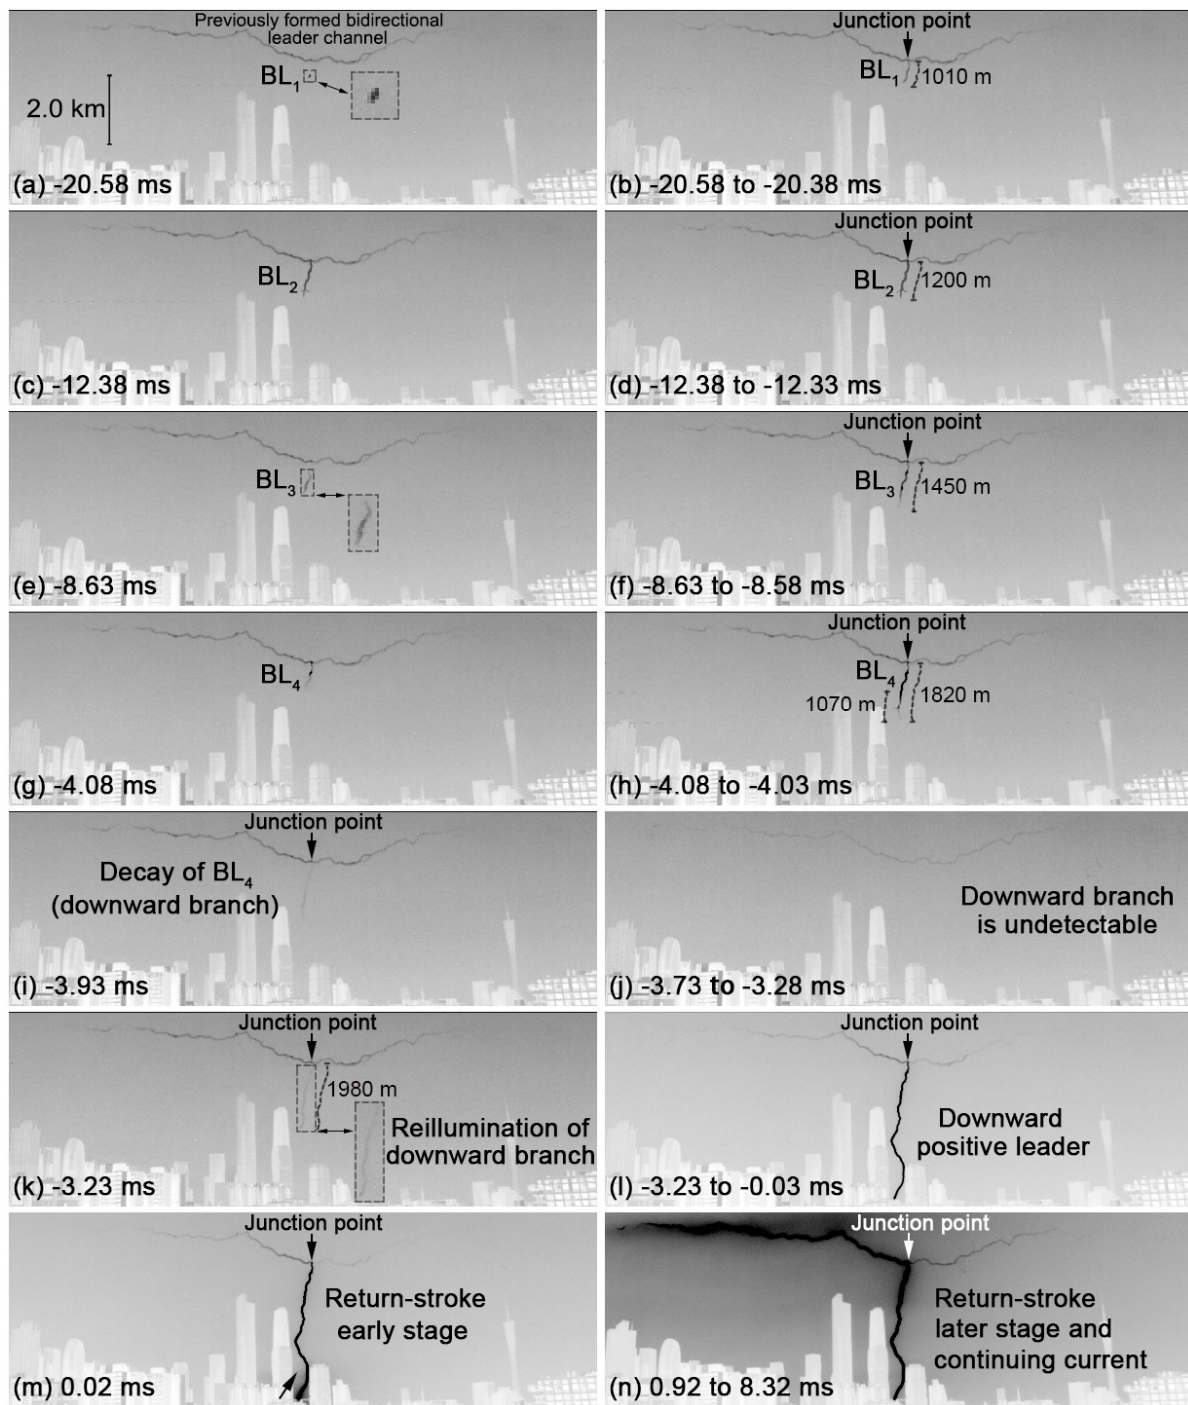 Previously formed bidirectional
leader channel
BL₁
2.0 km
(a) -20.58 ms
Junction point
BL₁
1010 m
(b) -20.58 to -20.38 ms
BL₂
(c) -12.38 ms
Junction point
BL₂
1200 m
(d) -12.38 to -12.33 ms
BL₃
(e) -8.63 ms
Junction point
BL₃
1450 m
(f) -8.63 to -8.58 ms
BL₄
(g) -4.08 ms
Junction point
BL₄
1070 m
1820 m
(h) -4.08 to -4.03 ms
Junction point
Decay of BL₄
(downward branch)
(i) -3.93 ms
Downward branch
is undetectable
(j) -3.73 to -3.28 ms
Junction point
1980 m
Reillumination of
downward branch
(k) -3.23 ms
Junction point
Downward
positive leader
(l) -3.23 to -0.03 ms
Junction point
Return-stroke
early stage
(m) 0.02 ms
Junction point
Return-stroke
later stage and
continuing current
(n) 0.92 to 8.32 ms